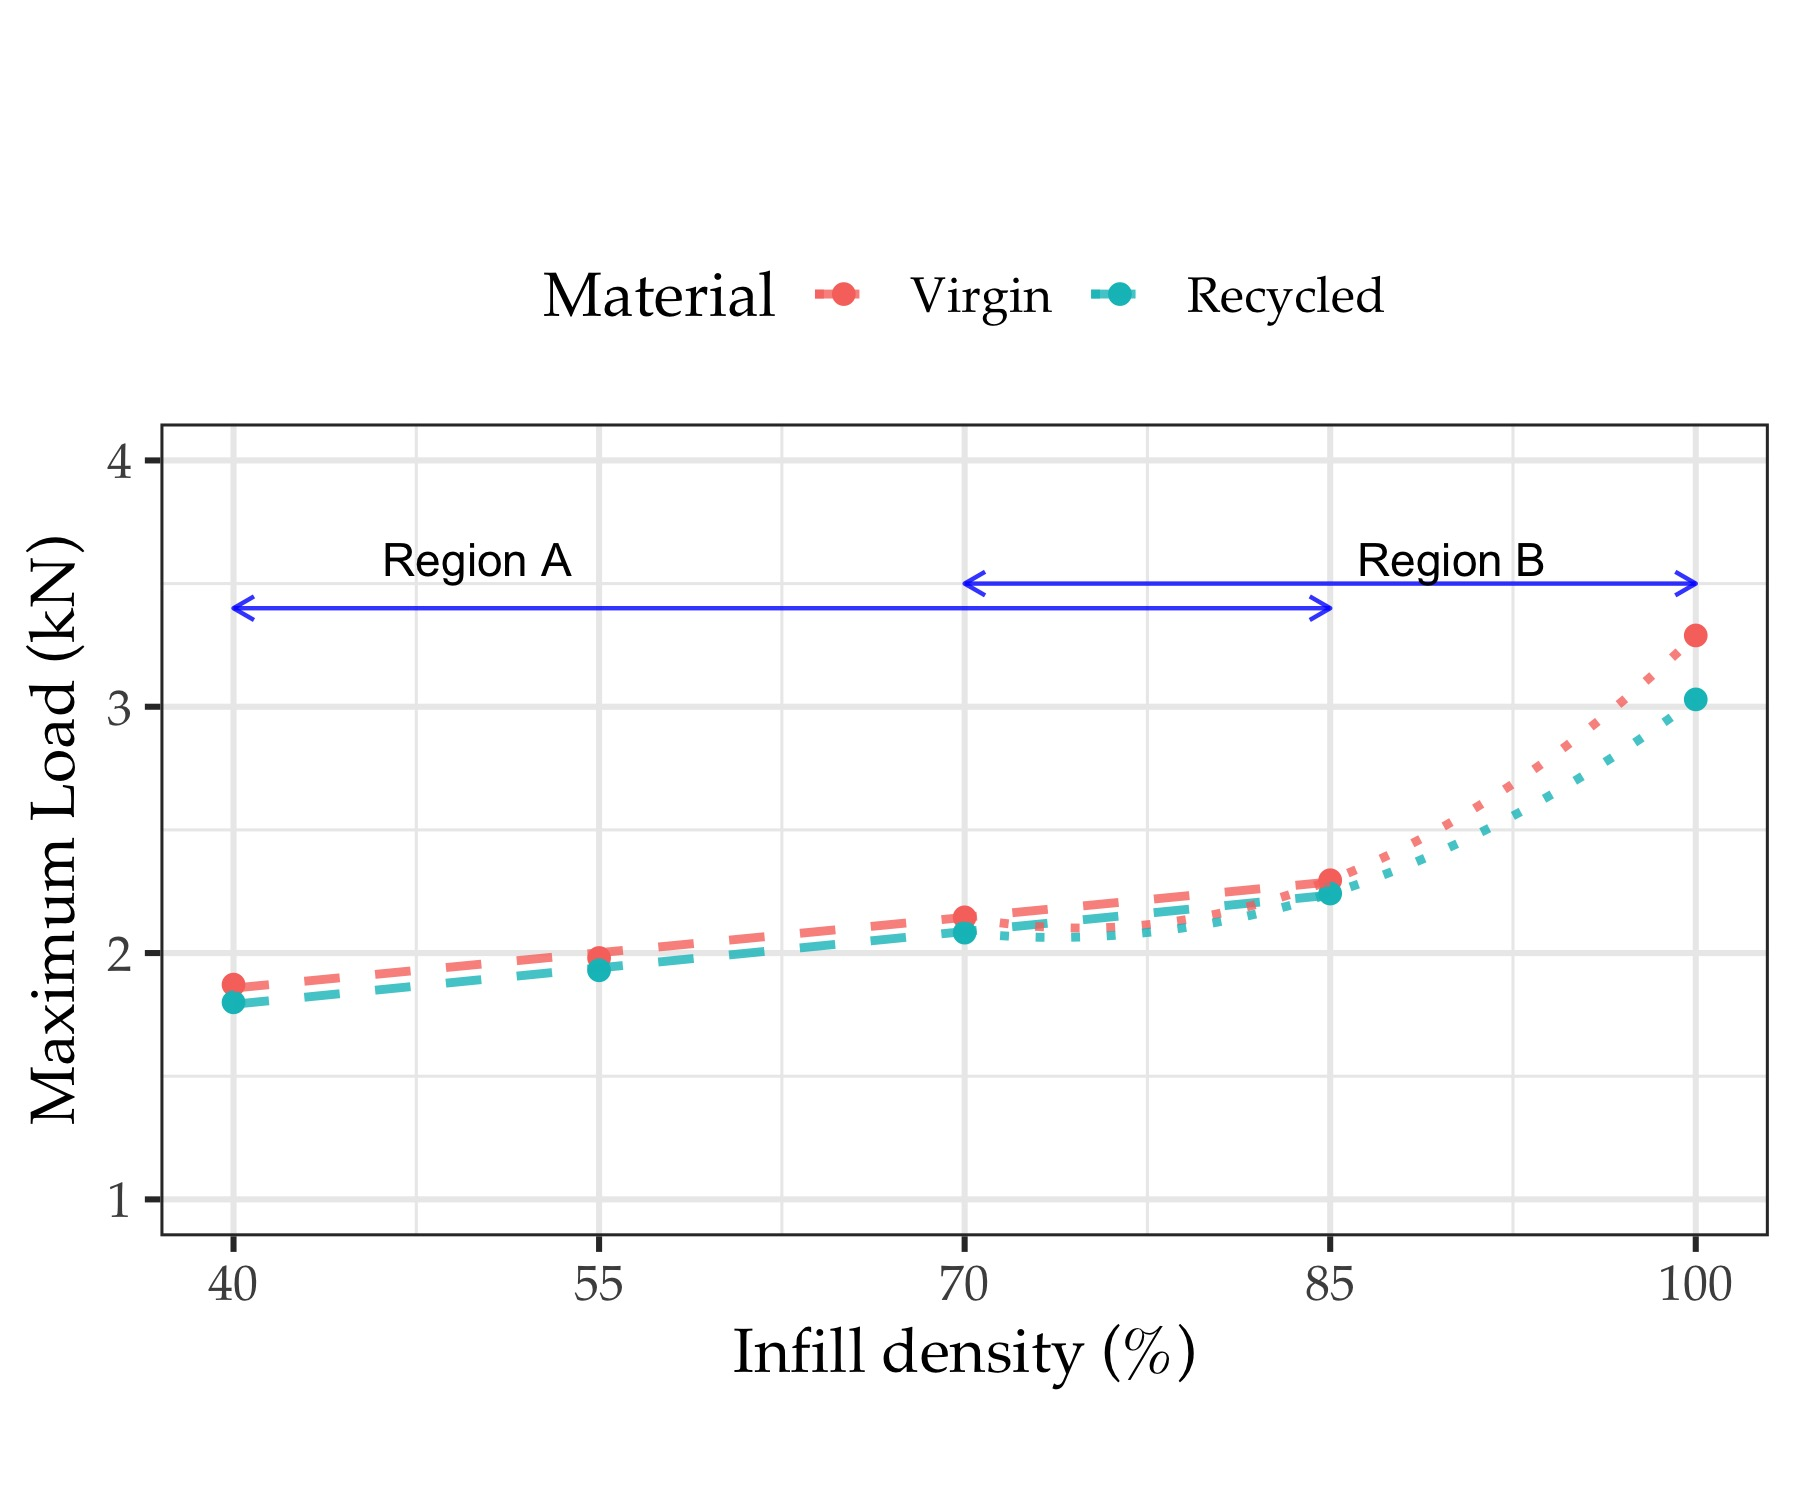 Material Virgin Recycled
Maximum Load (kN)
4
3
2
1
Region A
Region B
40 55 70 85 100
Infill density (%)